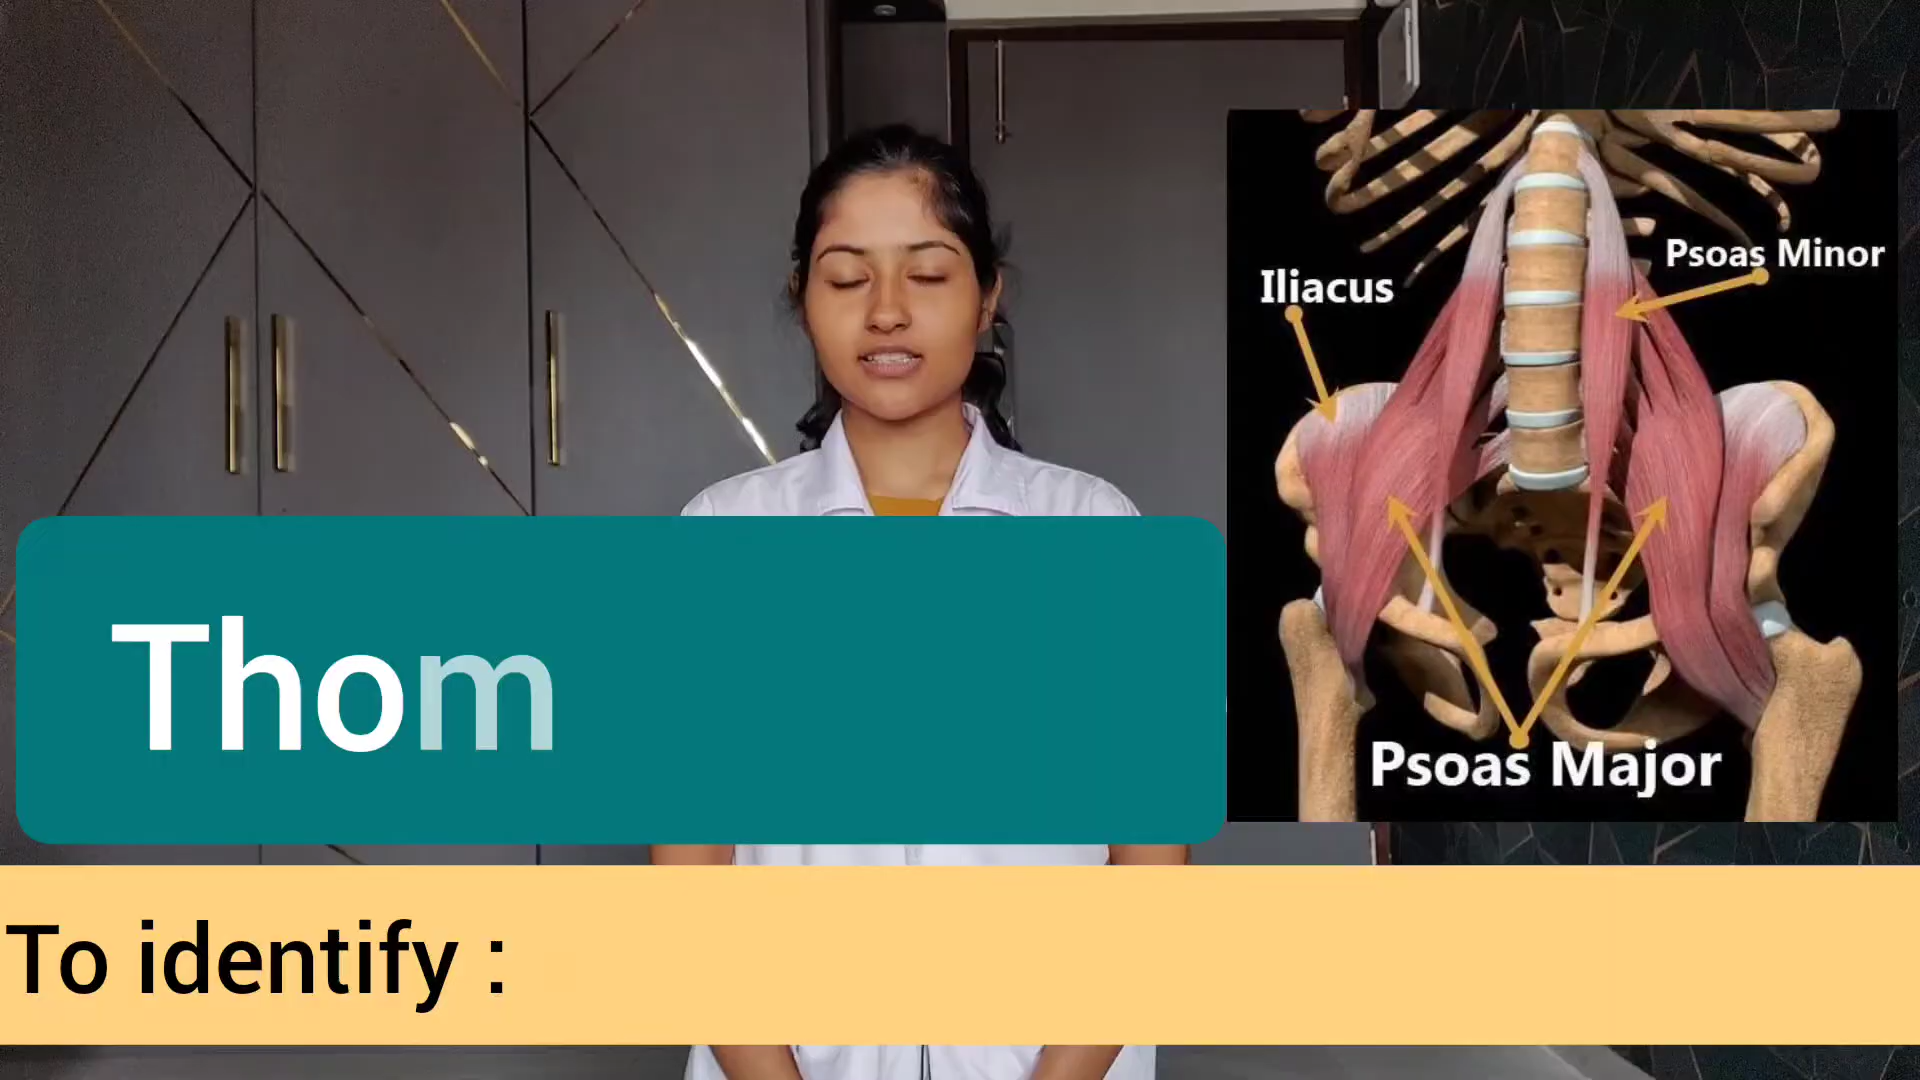 Iliacus
Psoas Minor
Thom
Psoas Major
To identify :